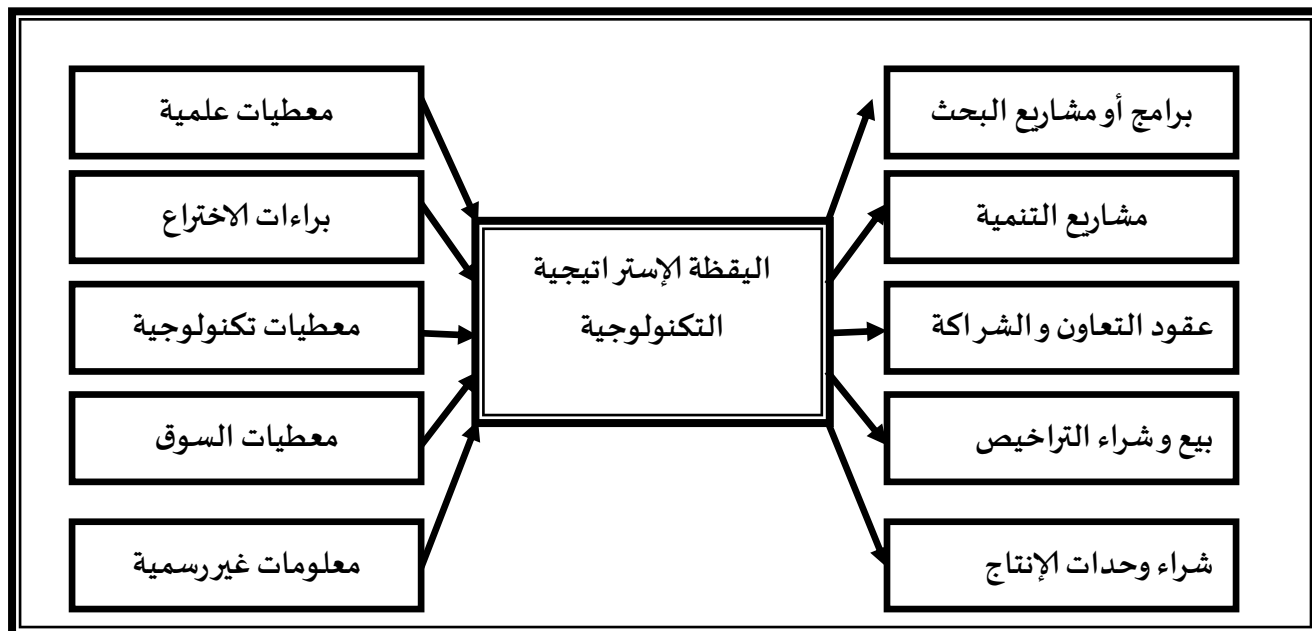 معطيات علمية
براءات الاختراع
معطيات تكنولوجية
معطيات السوق
معلومات غير رسمية
اليقظة الإستراتيجية
التكنولوجية
برامج أو مشاريع البحث
مشاريع التنمية
عقود التعاون و الشراكة
بيع و شراء التراخيص
شراء وحدات الإنتاج